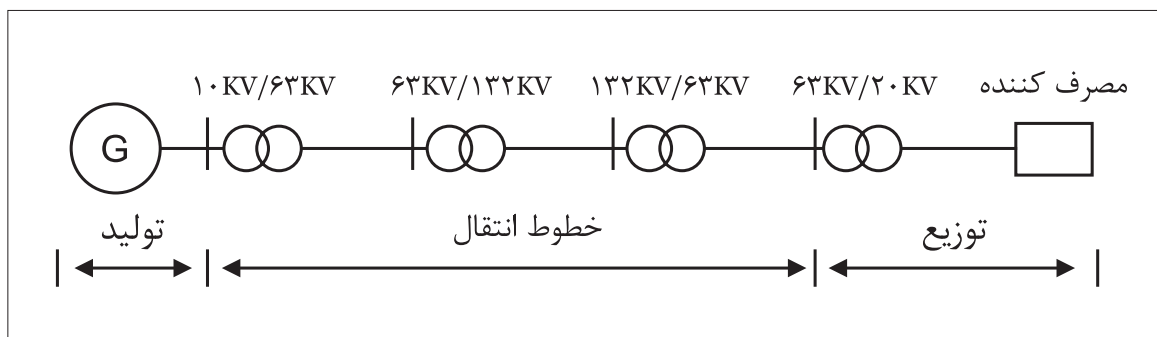 ۱۰KV/۶۳KV ۶۳KV/۱۳۲KV ۱۳۲KV/۶۳KV ۶۳KV/۲۰KV مصرف کننده
G
تولید خطوط انتقال توزیع